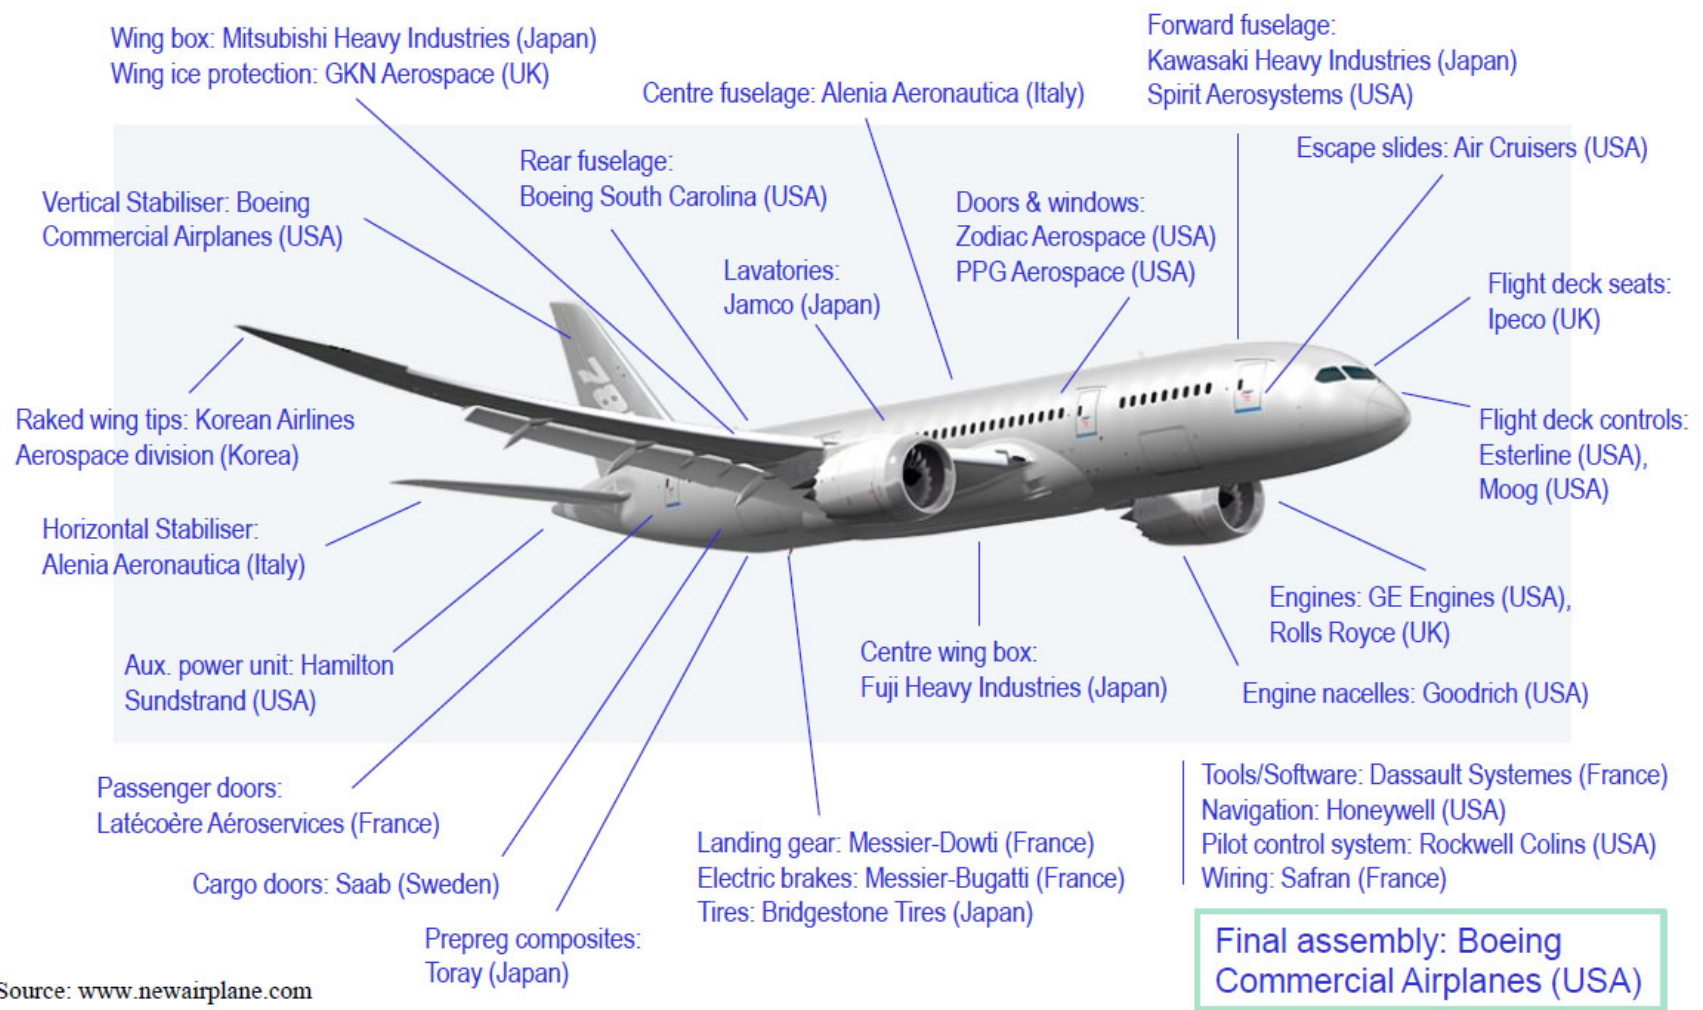 Wing box: Mitsubishi Heavy Industries (Japan)
Wing ice protection: GKN Aerospace (UK)
Centre fuselage: Alenia Aeronautica (Italy)
Forward fuselage:
Kawasaki Heavy Industries (Japan)
Spirit Aerosystems (USA)
Escape slides: Air Cruisers (USA)
Rear fuselage:
Boeing South Carolina (USA)
Vertical Stabiliser: Boeing
Commercial Airplanes (USA)
Doors & windows:
Zodiac Aerospace (USA)
PPG Aerospace (USA)
Lavatories:
Jamco (Japan)
Flight deck seats:
Ipeco (UK)
787
Raked wing tips: Korean Airlines
Aerospace division (Korea)
Flight deck controls:
Esterline (USA),
Moog (USA)
Horizontal Stabiliser:
Alenia Aeronautica (Italy)
Engines: GE Engines (USA),
Rolls Royce (UK)
Aux. power unit: Hamilton
Sundstrand (USA)
Centre wing box:
Fuji Heavy Industries (Japan)
Engine nacelles: Goodrich (USA)
Passenger doors:
Latécoère Aéroservices (France)
Tools/Software: Dassault Systemes (France)
Navigation: Honeywell (USA)
Pilot control system: Rockwell Colins (USA)
Wiring: Safran (France)
Landing gear: Messier-Dowti (France)
Electric brakes: Messier-Bugatti (France)
Tires: Bridgestone Tires (Japan)
Cargo doors: Saab (Sweden)
Prepreg composites:
Toray (Japan)
Final assembly: Boeing
Commercial Airplanes (USA)
Source: www.newairplane.com